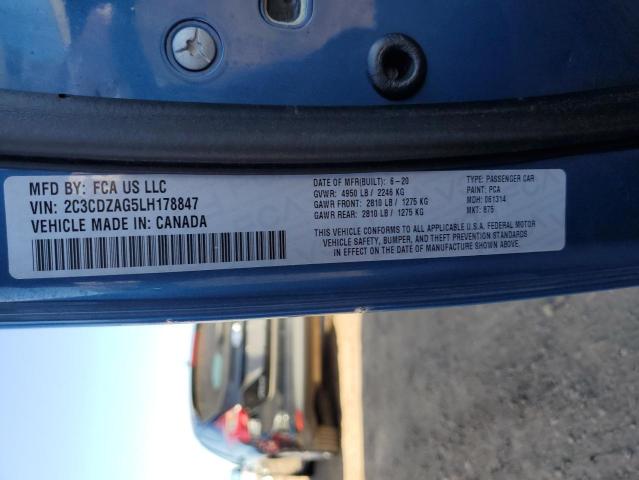 MFD BY: FCA US LLC
VIN: 2C3CDZAG5LH178847
VEHICLE MADE IN: CANADA
DATE OF MFR(BUILT): 6-20
GVWR: 4950 LB / 2246 KG
GAWR FRONT: 2810 LB / 1275 KG
GAWR REAR: 2810 LB / 1275 KG
TYPE: PASSENGER CAR
PAINT: PCA
MDH: 061314
MKT: 875
THIS VEHICLE CONFORMS TO ALL APPLICABLE U.S.A. FEDERAL MOTOR
VEHICLE SAFETY, BUMPER, AND THEFT PREVENTION STANDARDS
IN EFFECT ON THE DATE OF MANUFACTURE SHOWN ABOVE.